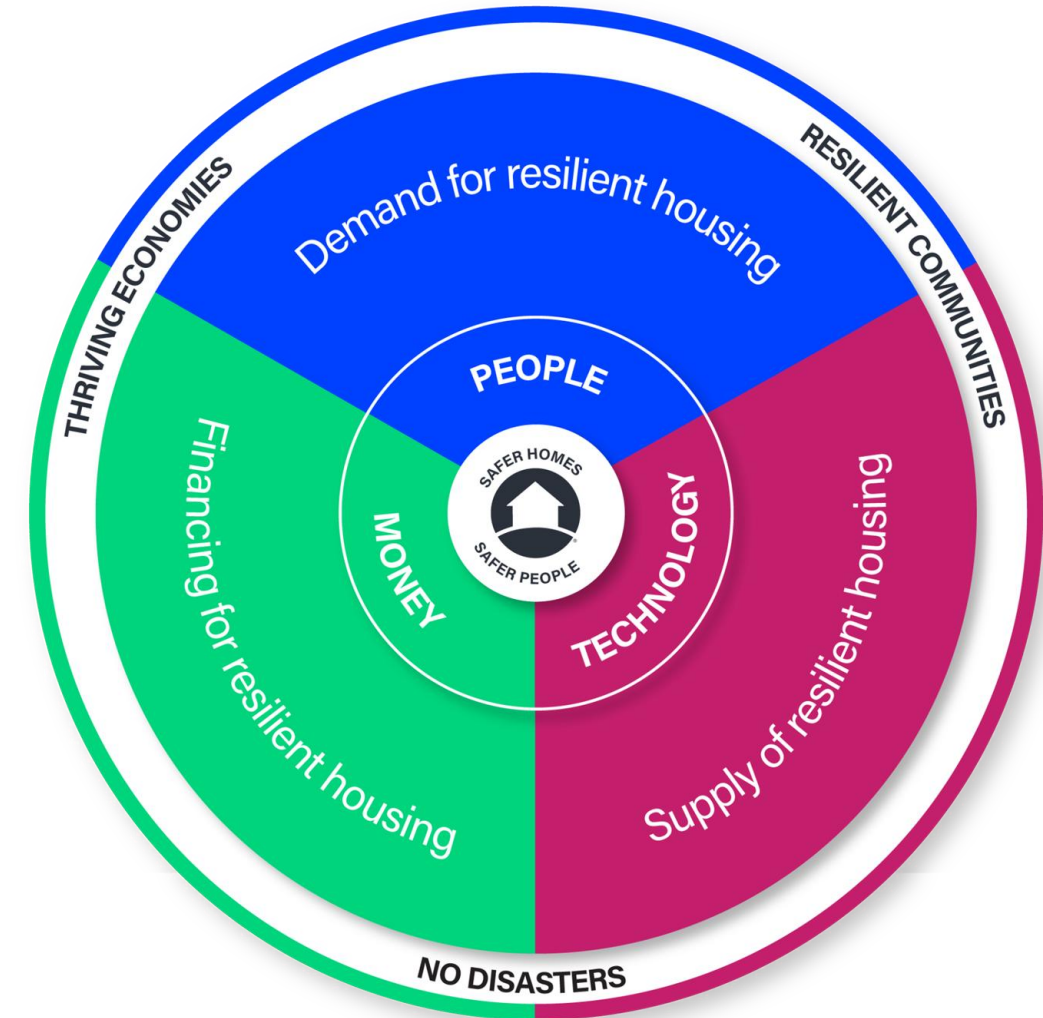 THRIVING ECONOMIES
RESILIENT COMMUNITIES
Demand for resilient housing
PEOPLE
SAFER HOMES
SAFER PEOPLE
MONEY
TECHNOLOGY
Financing for resilient housing
Supply of resilient housing
NO DISASTERS